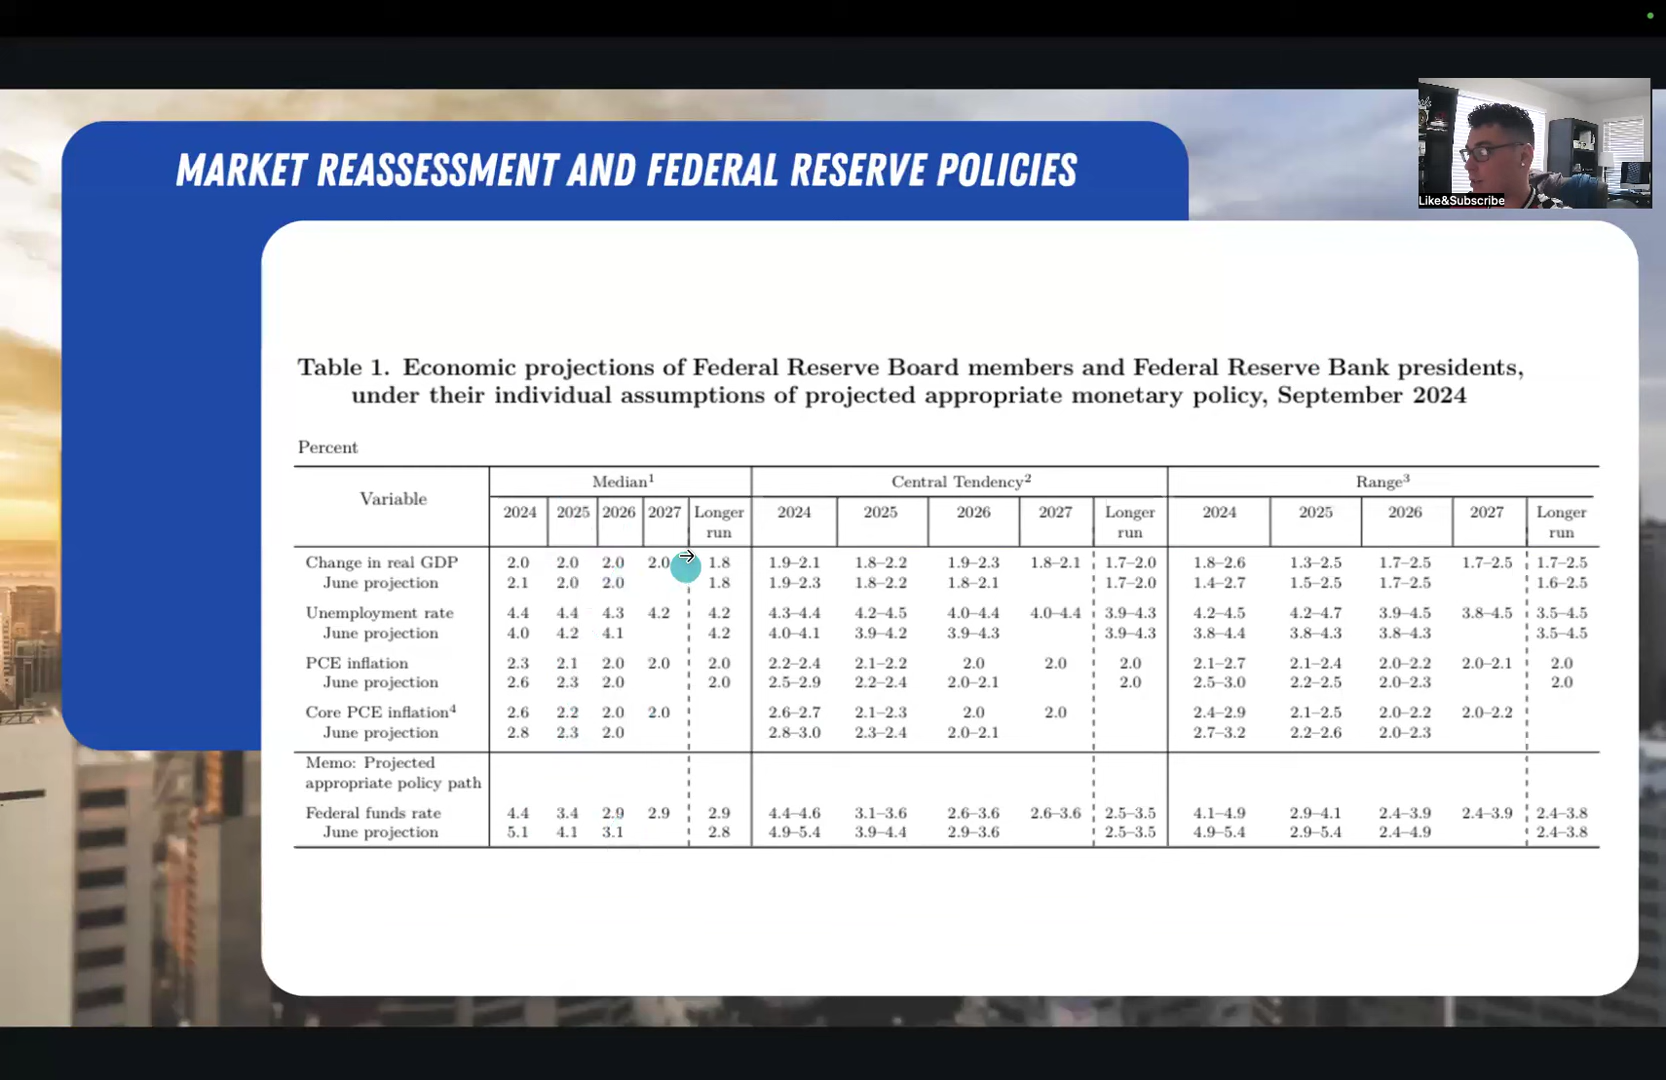 MARKET REASSESSMENT AND FEDERAL RESERVE POLICIES
Like&Subscribe
Table 1. Economic projections of Federal Reserve Board members and Federal Reserve Bank presidents,
under their individual assumptions of projected appropriate monetary policy, September 2024
Percent
Variable Median1 Central Tendency2 Range3
2024 2025 2026 2027 Longer run 2024 2025 2026 2027 Longer run 2024 2025 2026 2027 Longer run
Change in real GDP 2.0 2.0 2.0 2.0 1.8 1.9–2.1 1.8–2.2 1.9–2.3 1.8–2.1 1.7–2.0 1.8–2.6 1.3–2.5 1.7–2.5 1.7–2.5 1.7–2.5
June projection 2.1 2.0 2.0 1.8 1.9–2.3 1.8–2.2 1.8–2.1 1.7–2.0 1.4–2.7 1.5–2.5 1.7–2.5 1.6–2.5
Unemployment rate 4.4 4.4 4.3 4.2 4.2 4.3–4.4 4.2–4.5 4.0–4.4 4.0–4.4 3.9–4.3 4.2–4.5 4.2–4.7 3.9–4.5 3.8–4.5 3.5–4.5
June projection 4.0 4.2 4.1 4.2 4.0–4.1 3.9–4.2 3.9–4.3 3.9–4.3 3.8–4.4 3.8–4.3 3.8–4.3 3.5–4.5
PCE inflation 2.3 2.1 2.0 2.0 2.0 2.2–2.4 2.1–2.2 2.0 2.0 2.0 2.1–2.7 2.1–2.4 2.0–2.2 2.0–2.1 2.0
June projection 2.6 2.3 2.0 2.0 2.5–2.9 2.2–2.4 2.0–2.1 2.0 2.5–3.0 2.2–2.5 2.0–2.3 2.0
Core PCE inflation4 2.6 2.2 2.0 2.0 2.6–2.7 2.1–2.3 2.0 2.0 2.4–2.9 2.1–2.5 2.0–2.2 2.0–2.2
June projection 2.8 2.3 2.0 2.8–3.0 2.3–2.4 2.0–2.1 2.7–3.2 2.2–2.6 2.0–2.3
Memo: Projected
appropriate policy path
Federal funds rate 4.4 3.4 2.9 2.9 2.9 4.4–4.6 3.1–3.6 2.6–3.6 2.6–3.6 2.5–3.5 4.1–4.9 2.9–4.1 2.4–3.9 2.4–3.9 2.4–3.8
June projection 5.1 4.1 3.1 2.8 4.9–5.4 3.9–4.4 2.9–3.6 2.5–3.5 4.9–5.4 2.9–5.4 2.4–4.9 2.4–3.8